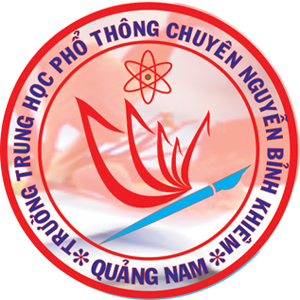 TRƯỜNG TRUNG HỌC PHỔ THÔNG CHUYÊN NGUYỄN BỈNH KHIÊM
QUẢNG NAM